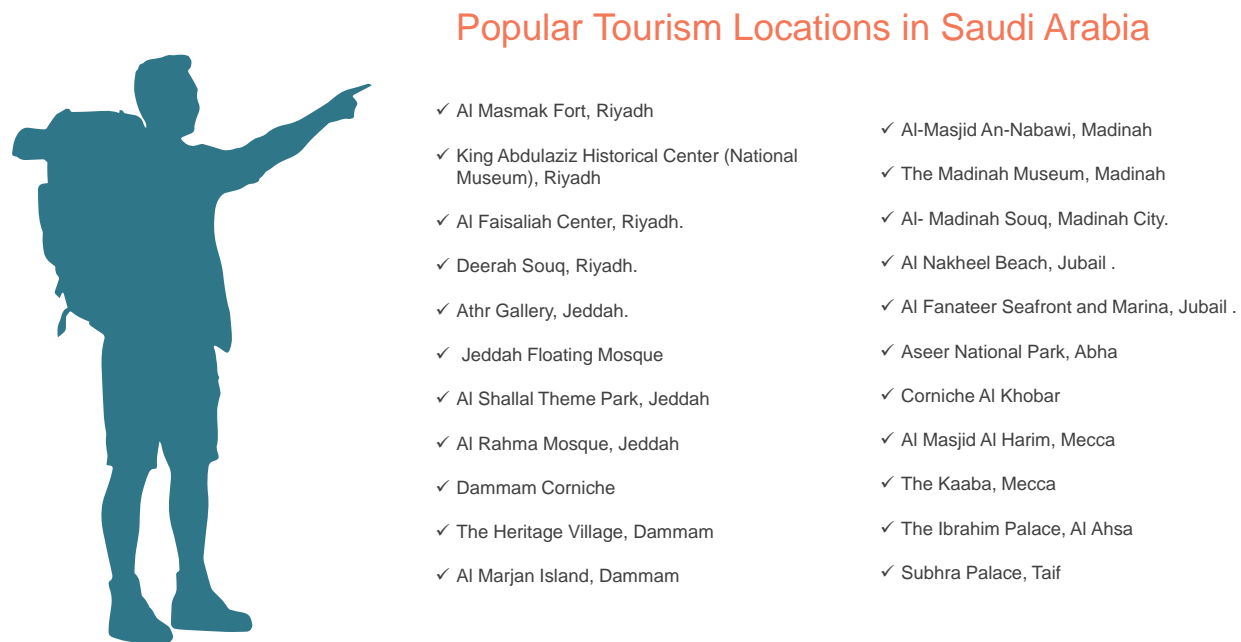 Popular Tourism Locations in Saudi Arabia
✓ Al Masmak Fort, Riyadh
✓ King Abdulaziz Historical Center (National
Museum), Riyadh
✓ Al Faisaliah Center, Riyadh.
✓ Deerah Souq, Riyadh.
✓ Athr Gallery, Jeddah.
✓ Jeddah Floating Mosque
✓ Al Shallal Theme Park, Jeddah
✓ Al Rahma Mosque, Jeddah
✓ Dammam Corniche
✓ The Heritage Village, Dammam
✓ Al Marjan Island, Dammam
✓ Al-Masjid An-Nabawi, Madinah
✓ The Madinah Museum, Madinah
✓ Al- Madinah Souq, Madinah City.
✓ Al Nakheel Beach, Jubail .
✓ Al Fanateer Seafront and Marina, Jubail .
✓ Aseer National Park, Abha
✓ Corniche Al Khobar
✓ Al Masjid Al Harim, Mecca
✓ The Kaaba, Mecca
✓ The Ibrahim Palace, Al Ahsa
✓ Subhra Palace, Taif